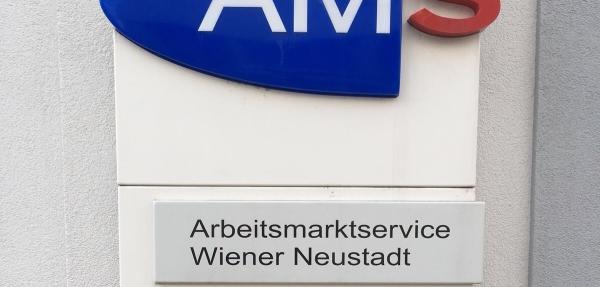 AMS
Arbeitsmarktservice
Wiener Neustadt